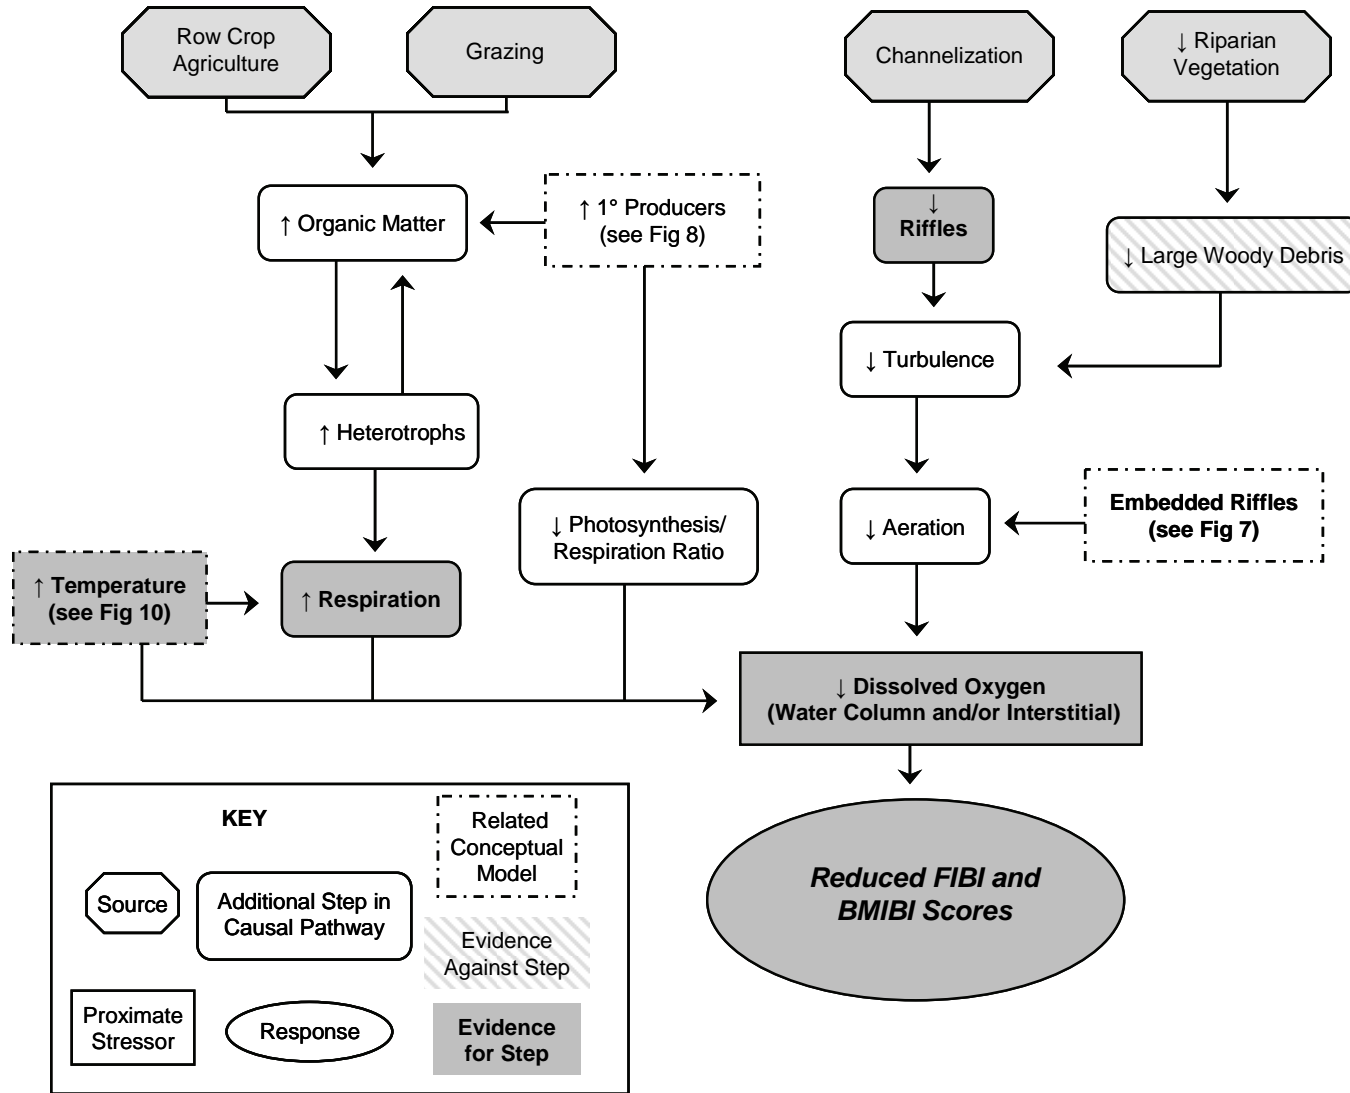 Row Crop
Agriculture
Grazing
Channelization
↓ Riparian
Vegetation
↑ Organic Matter
↑ 1° Producers
(see Fig 8)
↓
Riffles
↓ Large Woody Debris
↓ Turbulence
↑ Heterotrophs
↓ Photosynthesis/
Respiration Ratio
↓ Aeration
Embedded Riffles
(see Fig 7)
↑ Temperature
(see Fig 10)
↑ Respiration
↓ Dissolved Oxygen
(Water Column and/or Interstitial)
Reduced FIBI and
BMIBI Scores
KEY
Related
Conceptual
Model
Source
Additional Step in
Causal Pathway
Evidence
Against Step
Proximate
Stressor
Response
Evidence
for Step